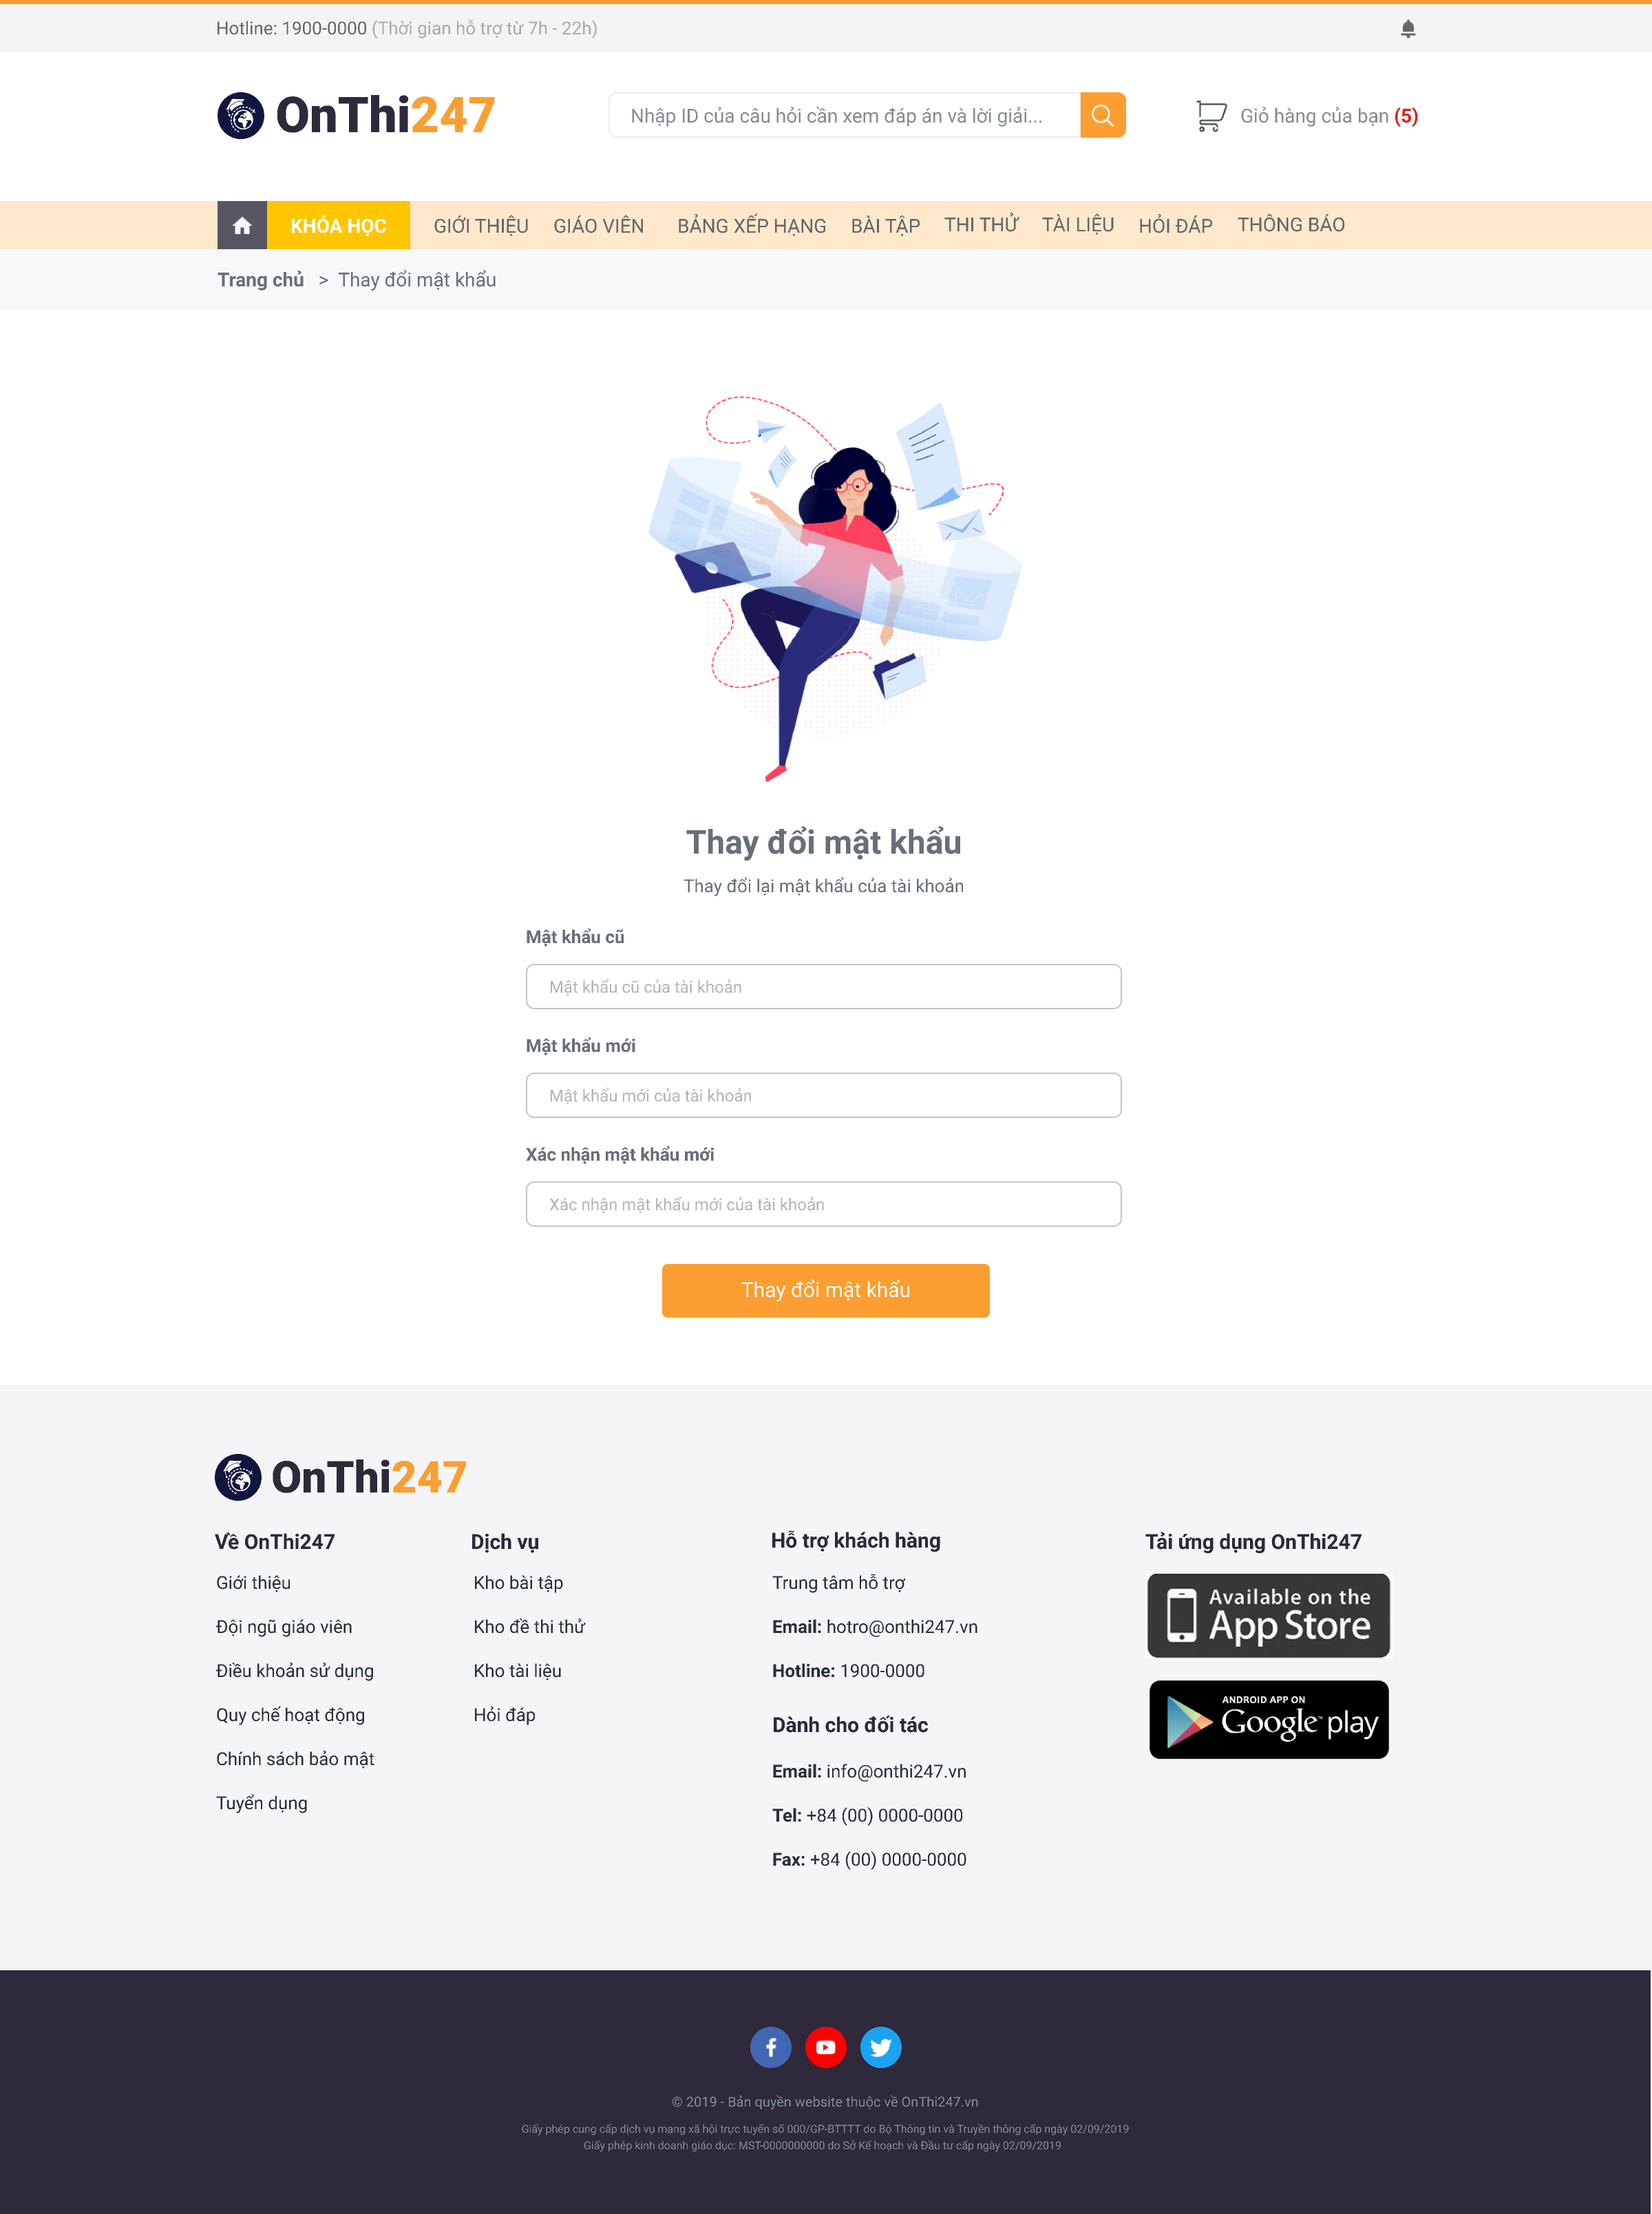 Hotline: 1900-0000 (Thời gian hỗ trợ từ 7h - 22h)
OnThi247
Nhập ID của câu hỏi cần xem đáp án và lời giải...
Giỏ hàng của bạn (5)
KHÓA HỌC GIỚI THIỆU GIÁO VIÊN BẢNG XẾP HẠNG BÀI TẬP THI THỬ TÀI LIỆU HỎI ĐÁP THÔNG BÁO
Trang chủ > Thay đổi mật khẩu
Thay đổi mật khẩu
Thay đổi lại mật khẩu của tài khoản
Mật khẩu cũ
Mật khẩu cũ của tài khoản
Mật khẩu mới
Mật khẩu mới của tài khoản
Xác nhận mật khẩu mới
Xác nhận mật khẩu mới của tài khoản
Thay đổi mật khẩu
OnThi247
Về OnThi247
Giới thiệu
Đội ngũ giáo viên
Điều khoản sử dụng
Quy chế hoạt động
Chính sách bảo mật
Tuyển dụng
Dịch vụ
Kho bài tập
Kho đề thi thử
Kho tài liệu
Hỏi đáp
Hỗ trợ khách hàng
Trung tâm hỗ trợ
Email: hotro@onthi247.vn
Hotline: 1900-0000
Dành cho đối tác
Email: info@onthi247.vn
Tel: +84 (00) 0000-0000
Fax: +84 (00) 0000-0000
Tải ứng dụng OnThi247
Available on the
App Store
ANDROID APP ON
Google™ play
© 2019 - Bản quyền website thuộc về OnThi247.vn
Giấy phép cung cấp dịch vụ mạng xã hội trực tuyến số 000/GP-BTTTT do Bộ Thông tin và Truyền thông cấp ngày 02/09/2019
Giấy phép kinh doanh giáo dục: MST-0000000000 do Sở Kế hoạch và Đầu tư cấp ngày 02/09/2019